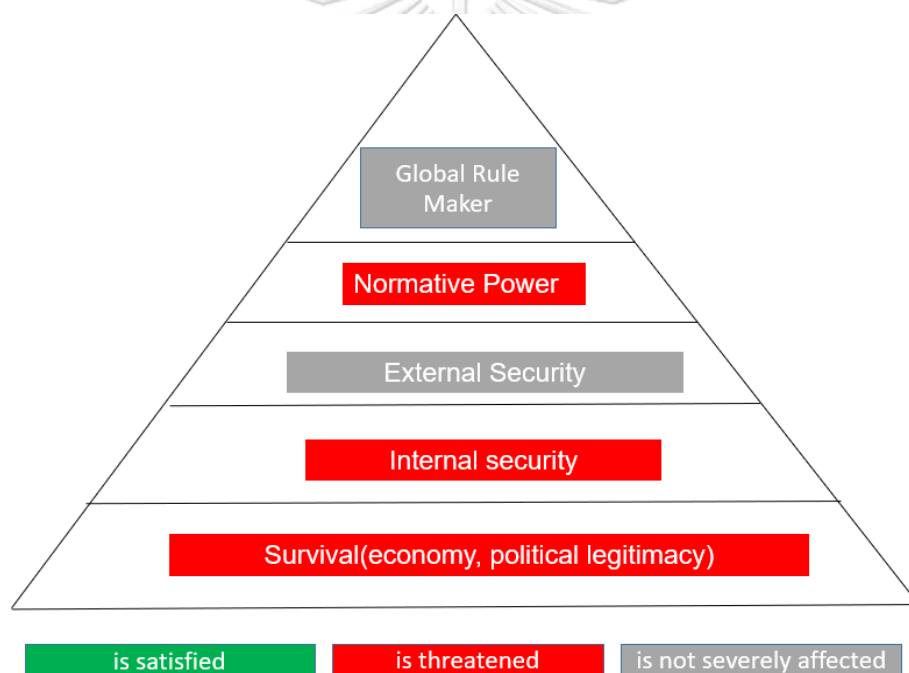 Global Rule
Maker
Normative Power
External Security
Internal security
Survival(economy, political legitimacy)
is satisfied
is threatened
is not severely affected